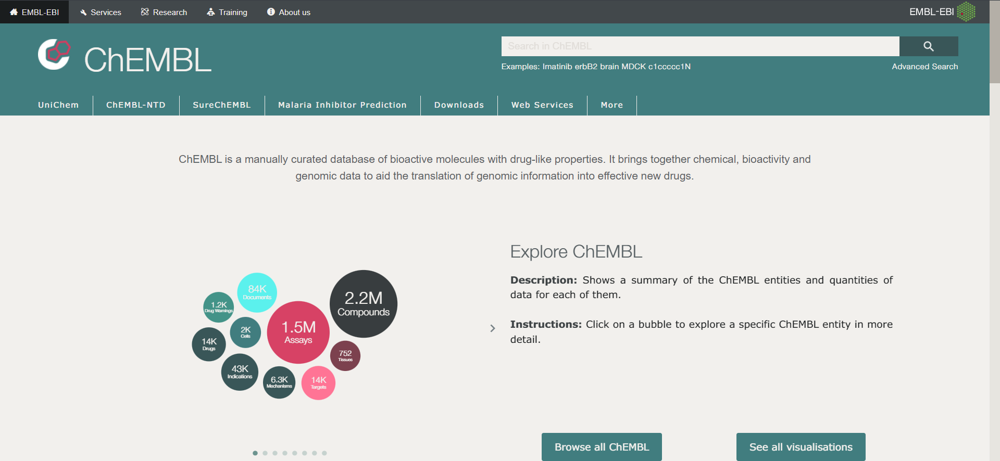 EMBL-EBI Services Research Training About us EMBL-EBI
ChEMBL
Search in ChEMBL
Examples: Imatinib erbB2 brain MDCK c1ccccc1N Advanced Search
UniChem ChEMBL-NTD SureChEMBL Malaria Inhibitor Prediction Downloads Web Services More
ChEMBL is a manually curated database of bioactive molecules with drug-like properties. It brings together chemical, bioactivity and
genomic data to aid the translation of genomic information into effective new drugs.
84K
Documents
2.2M
Compounds
1.2K
Drug Warnings
2K
Cells
1.5M
Assays
14K
Drugs
752
Tissues
43K
Indications
6.3K
Mechanisms
14K
Targets
Explore ChEMBL
Description: Shows a summary of the ChEMBL entities and quantities of
data for each of them.
Instructions: Click on a bubble to explore a specific ChEMBL entity in more
detail.
Browse all ChEMBL See all visualisations